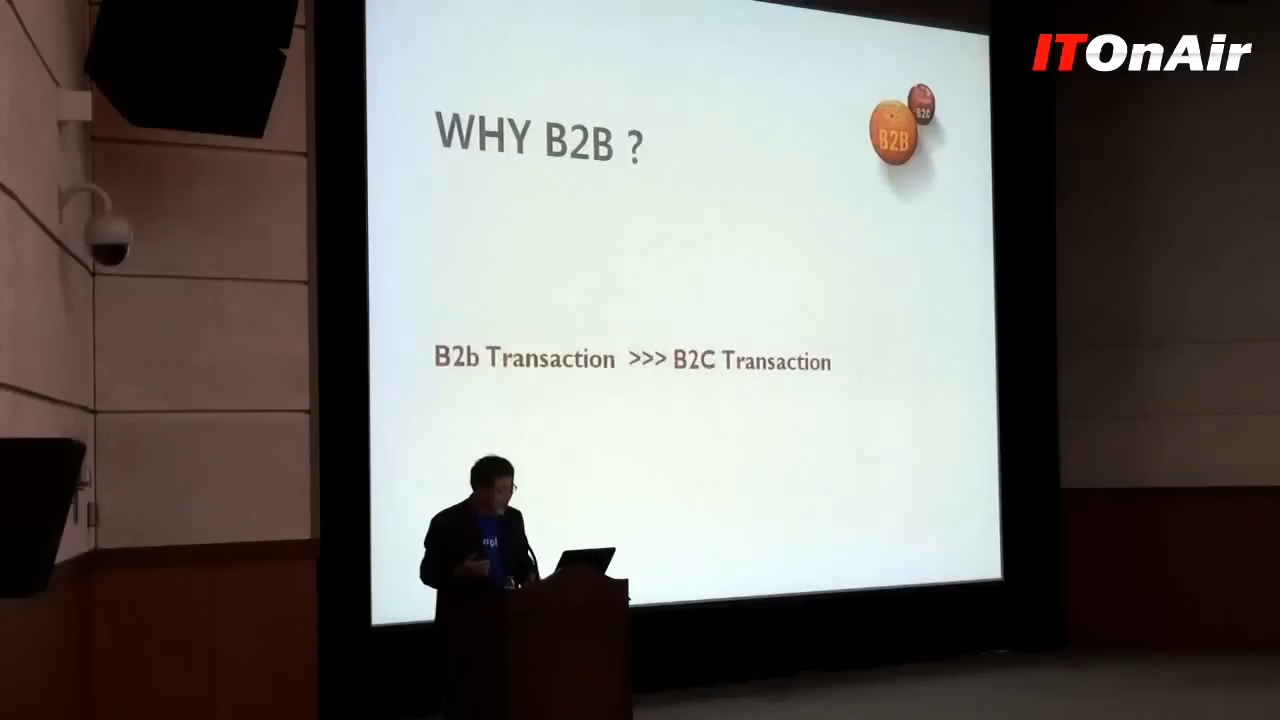 ITOnAir
WHY B2B ?
B2C
B2B
B2b Transaction >>> B2C Transaction